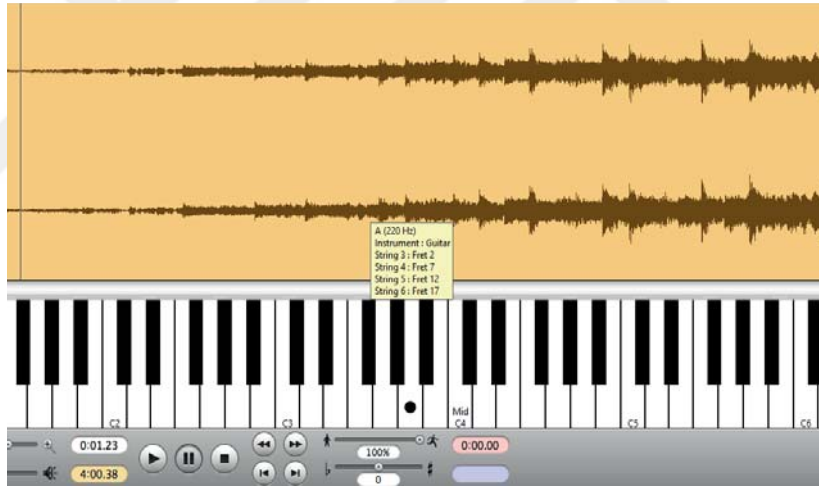 A (220 Hz)
Instrument : Guitar
String 3 : Fret 2
String 4 : Fret 7
String 5 : Fret 12
String 6 : Fret 17
Mid
C2 C3 C4 C5 C6
0:01.23 100% 0:00.00
4:00.38 ♭ 0 ♯